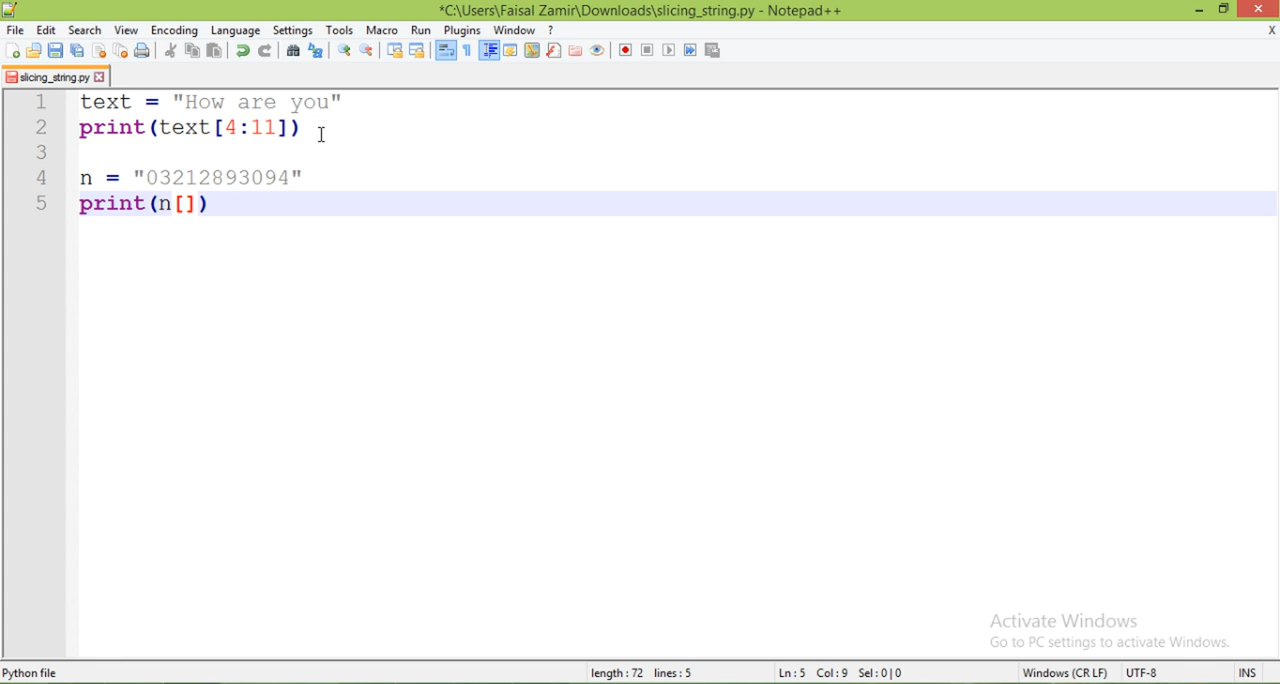 *C:\Users\Faisal Zamir\Downloads\slicing_string.py - Notepad++
File Edit Search View Encoding Language Settings Tools Macro Run Plugins Window ? X
slicing_string.py
1 text = "How are you"
2 print(text[4:11])
3
4 n = "03212893094"
5 print(n[])
Activate Windows
Go to PC settings to activate Windows.
Python file length : 72 lines : 5 Ln : 5 Col : 9 Sel : 0 | 0 Windows (CR LF) UTF-8 INS